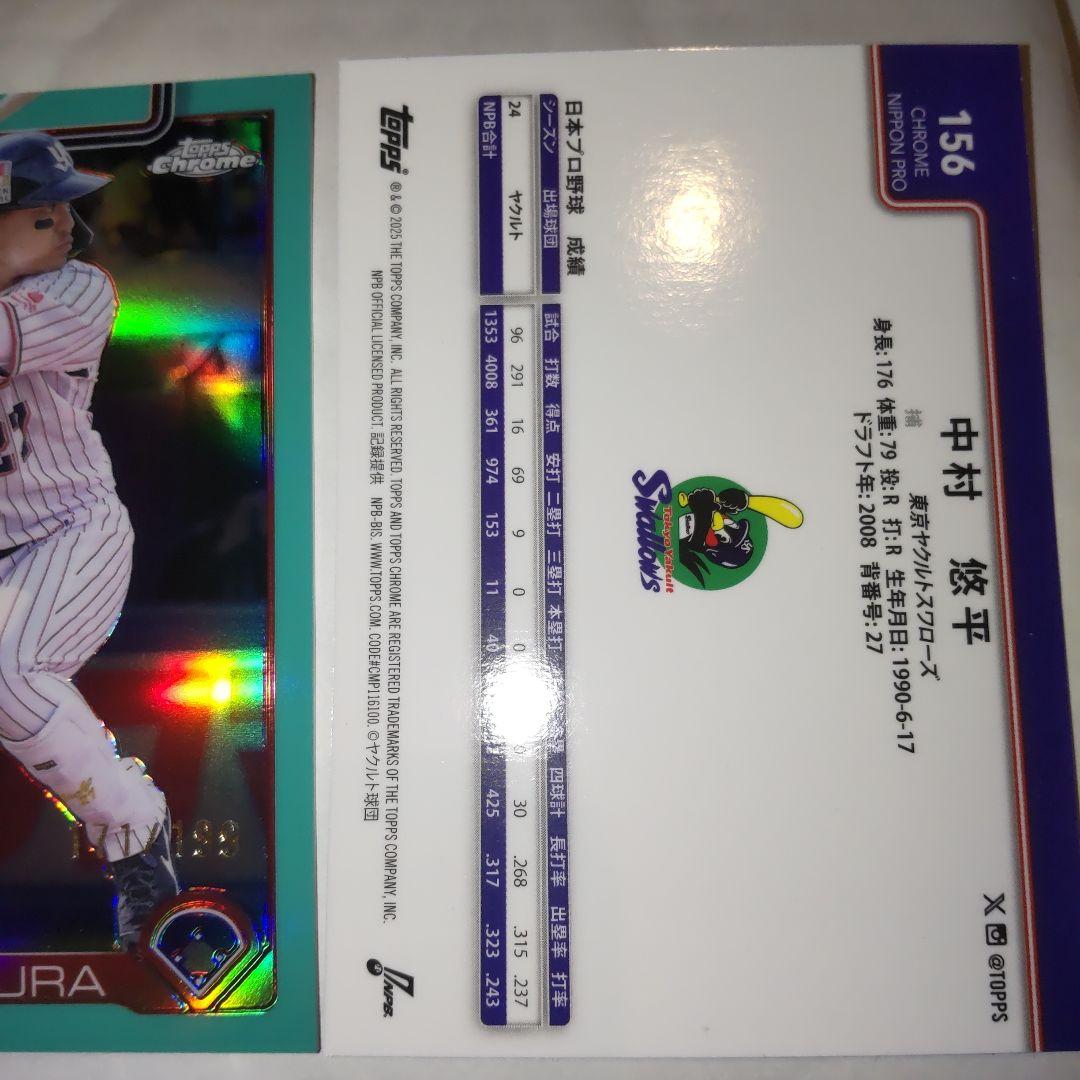 156
CHROME
NIPPON PRO
中村 悠平
東京ヤクルトスワローズ
捕
身長: 176 体重: 79 投: R 打: R 生年月日: 1990-6-17
ドラフト年: 2008 背番号: 27
@TOPPS
Tokyo Yakult
Swallows
日本プロ野球 成績
シーズン 出場球団 試合 打数 得点 安打 二塁打 三塁打 本塁打 四球計 長打率 出塁率 打率
24 ヤクルト 96 291 16 69 9 0 0 30 .268 .315 .237
NPB合計 1353 4008 361 974 153 11 40 425 .317 .323 .243
TOPPS
® & © 2025 THE TOPPS COMPANY, INC. ALL RIGHTS RESERVED. TOPPS AND TOPPS CHROME ARE REGISTERED TRADEMARKS OF THE TOPPS COMPANY, INC.
NPB OFFICIAL LICENSED PRODUCT. 記録提供 NPB-BIS. WWW.TOPPS.COM. CODE#CMP116100. ©ヤクルト球団
NPB
TOPPS
Chrome
27
171/199
URA